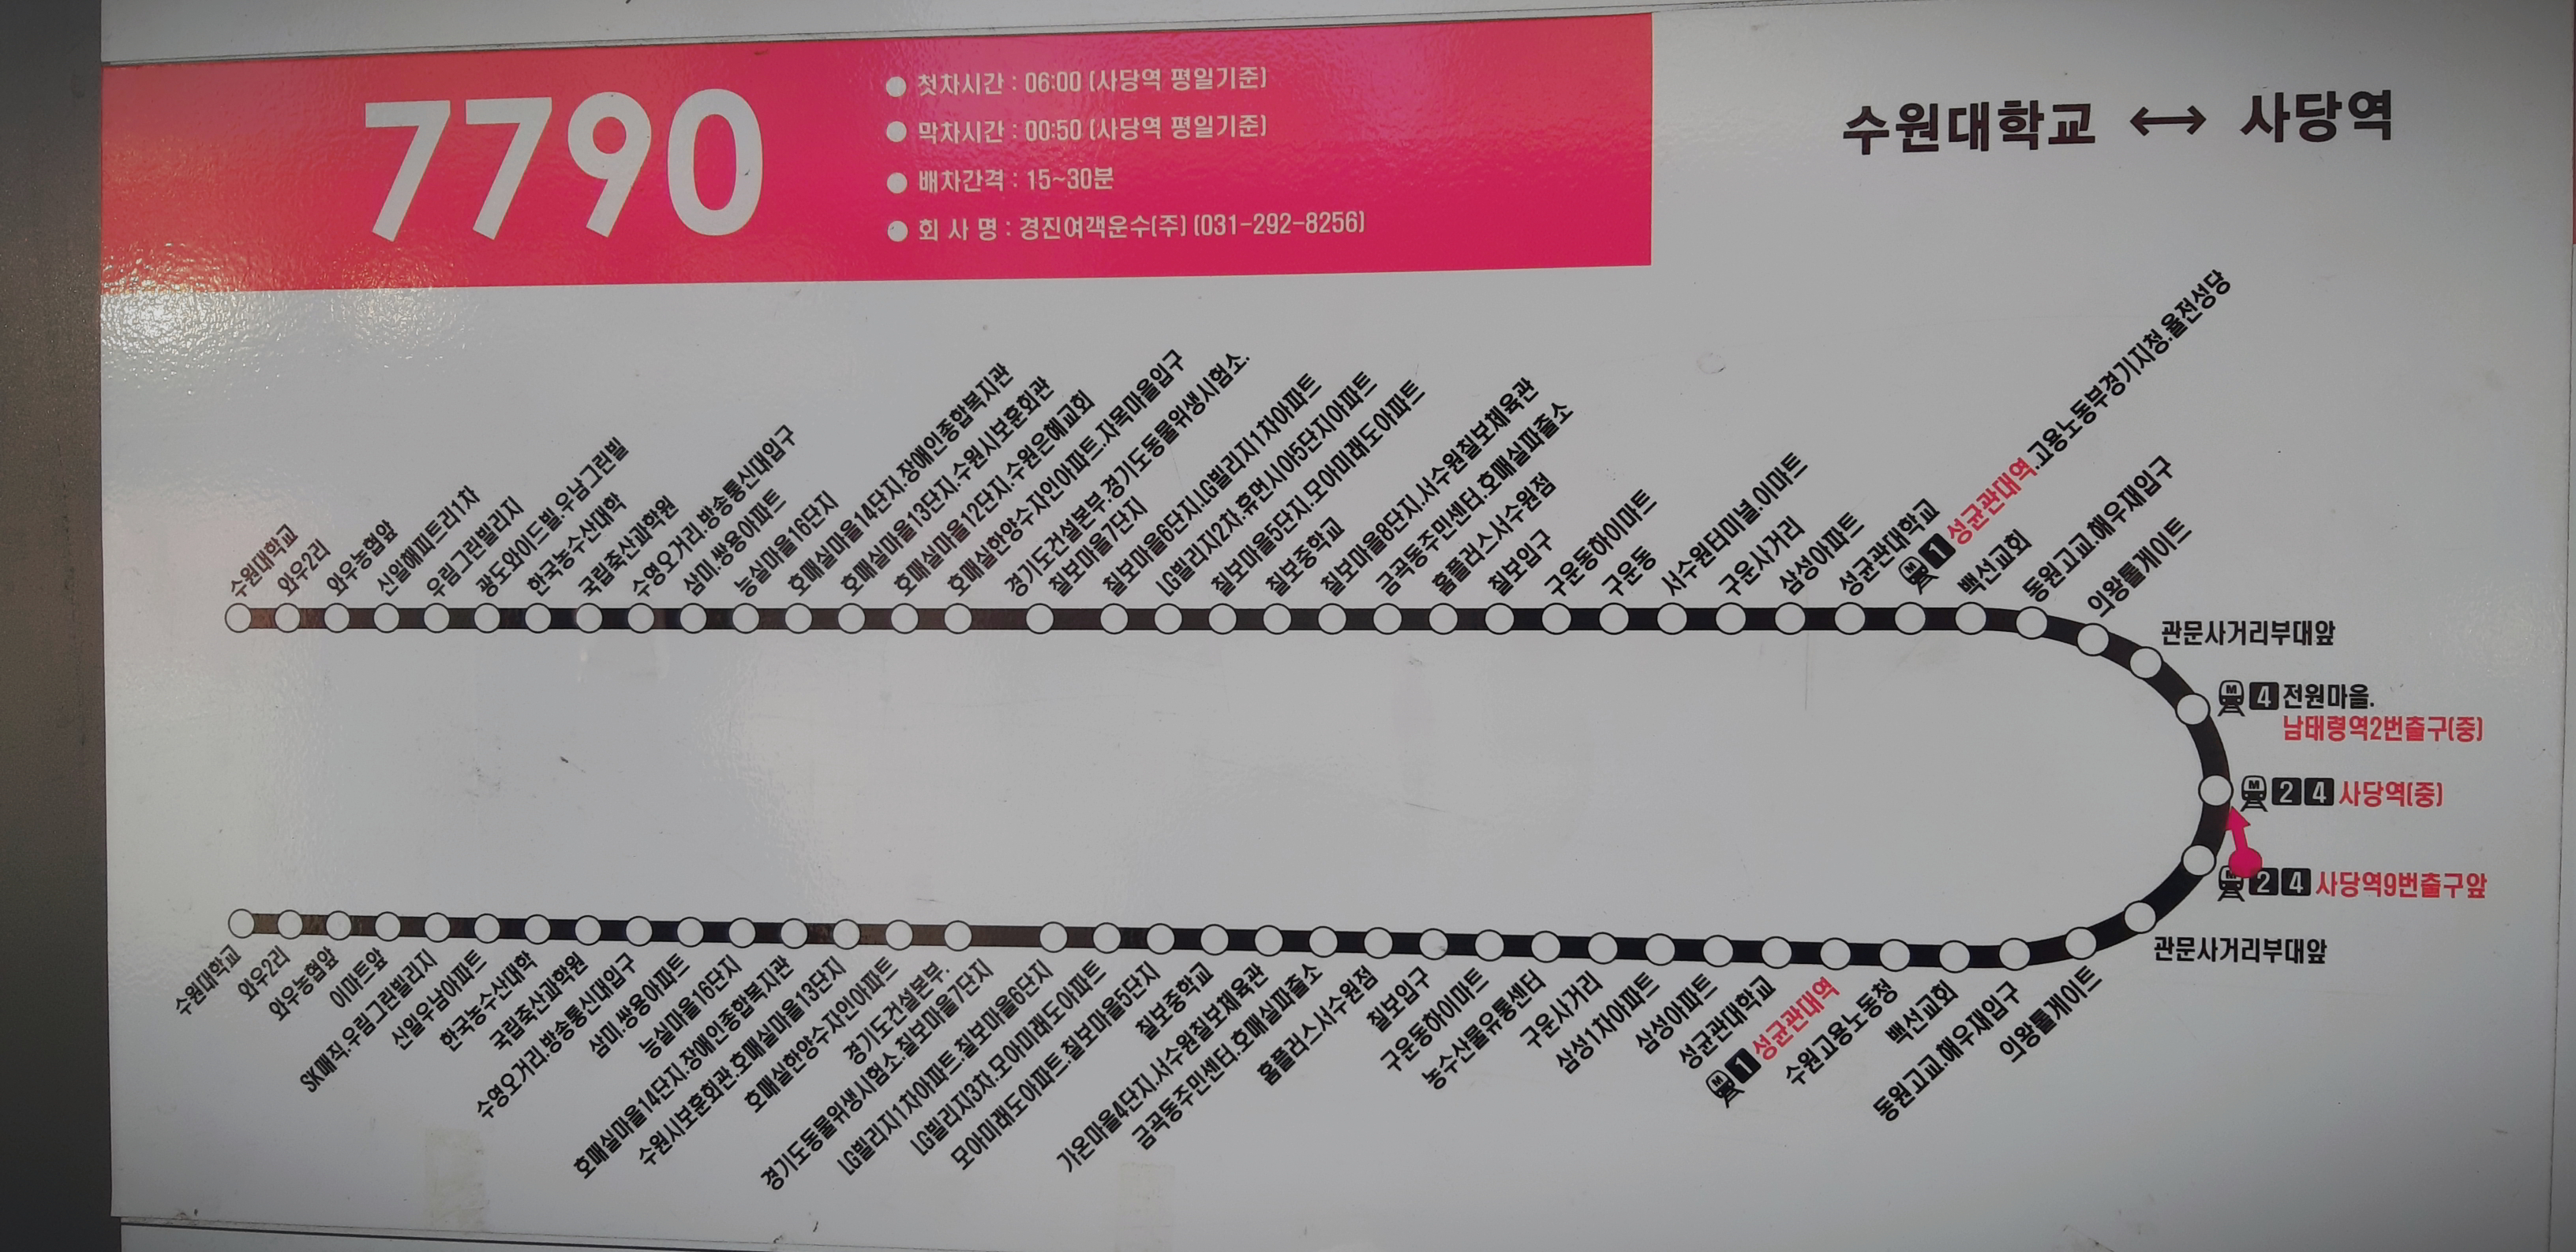 7790
첫차시간 : 06:00 (사당역 평일기준)
막차시간 : 00:50 (사당역 평일기준)
배차간격 : 15~30분
회 사 명 : 경진여객운수(주) (031-292-8256)
수원대학교 ↔ 사당역
수원대학교
와우2리
와우농협앞
신일해피트리1차
우림그린빌리지
광도와이드빌.우남그린빌
한국농수산대학
국립축산과학원
수영오거리.방송통신대입구
삼미.쌍용아파트
능실마을16단지
호매실마을14단지.장애인종합복지관
호매실마을13단지.수원시보훈회관
호매실마을12단지.수원은혜교회
호매실한양수자인아파트.자목마을입구
경기도건설본부.경기도동물위생시험소.
칠보마을7단지
칠보마을6단지.LG빌리지1차아파트
LG빌리지2차.휴먼시아5단지아파트
칠보마을5단지.모아미래도아파트
칠보중학교
칠보마을8단지.서수원칠보체육관
금곡동주민센터.호매실파출소
홈플러스서수원점
칠보입구
구운동하이마트
구운동
서수원터미널.이마트
구운사거리
삼성아파트
성균관대학교
M 1 성균관대역.고용노동부경기지청.율전성당
백선교회
동원고교.해우재입구
의왕톨게이트
관문사거리부대앞
M 4 전원마을.
남태령역2번출구(중)
M 2 4 사당역(중)
M 2 4 사당역9번출구앞
관문사거리부대앞
수원대학교
와우2리
와우농협앞
이마트앞
SK매직.우림그린빌리지
신일우남아파트
한국농수산대학
국립축산과학원
수영오거리.방송통신대입구
삼미.쌍용아파트
능실마을16단지
호매실마을14단지.장애인종합복지관
수원시보훈회관.호매실마을13단지
호매실한양수자인아파트
경기도건설본부.
경기도동물위생시험소.칠보마을7단지
LG빌리지1차아파트.칠보마을6단지
LG빌리지3차.모아미래도아파트
모아미래도아파트.칠보마을5단지
칠보중학교
가온마을4단지.서수원칠보체육관
금곡동주민센터.호매실파출소
홈플러스서수원점
칠보입구
구운동하이마트
농수산물유통센터
구운사거리
삼성1차아파트
삼성아파트
성균관대학교
M 1 성균관대역
수원고용노동청
백선교회
동원고교.해우재입구
의왕톨게이트